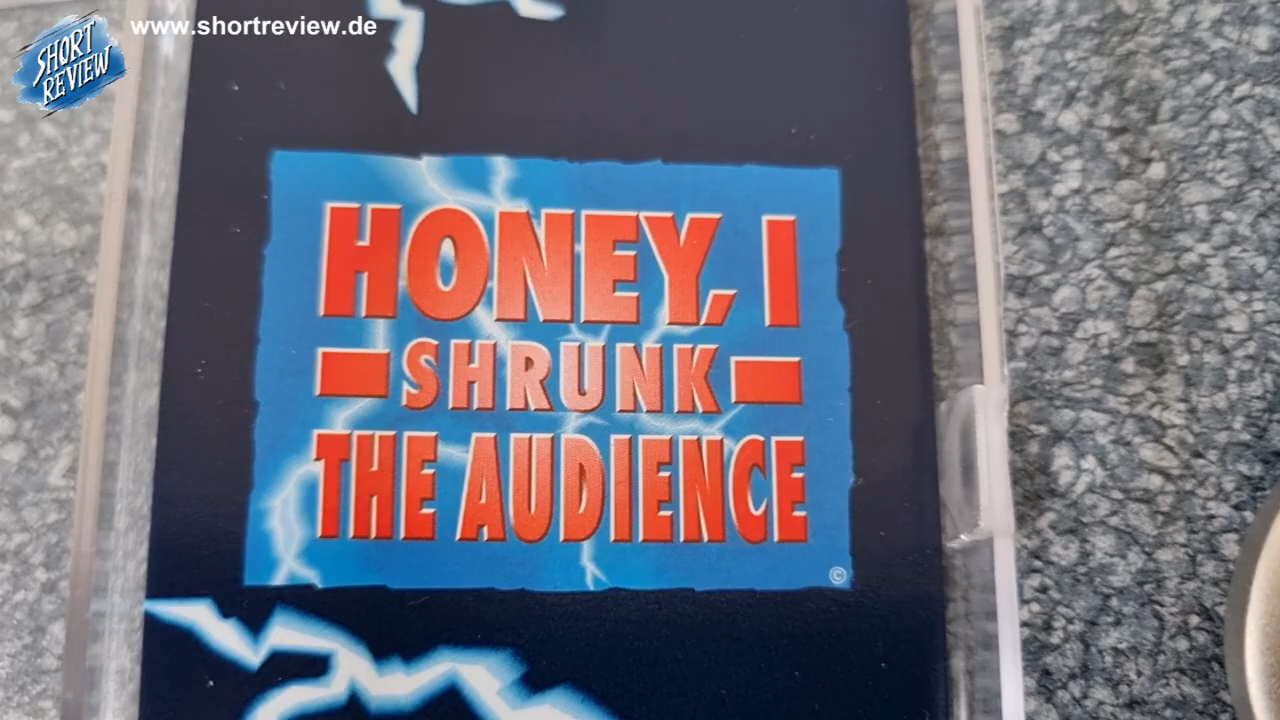 www.shortreview.de
SHORT
REVIEW
HONEY, I
SHRUNK
THE AUDIENCE
©